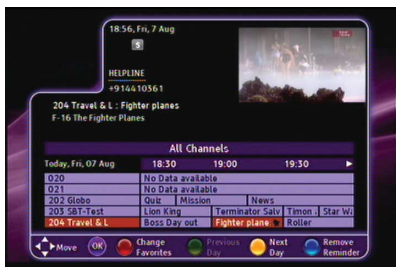 18:56, Fri, 7 Aug
5
HELPLINE
+914410361
204 Travel & L : Fighter planes
F-16 The Fighter Planes
All Channels
Today, Fri, 07 Aug 18:30 19:00 19:30
020 No Data available
021 No Data available
202 Globo Quiz Mission News
203 SBT-Test Lion King Terminator Salv Timon Star Wa
204 Travel & L Boss Day out Fighter plane Roller
Move OK Change Favorites Previous Day Next Day Remove Reminder